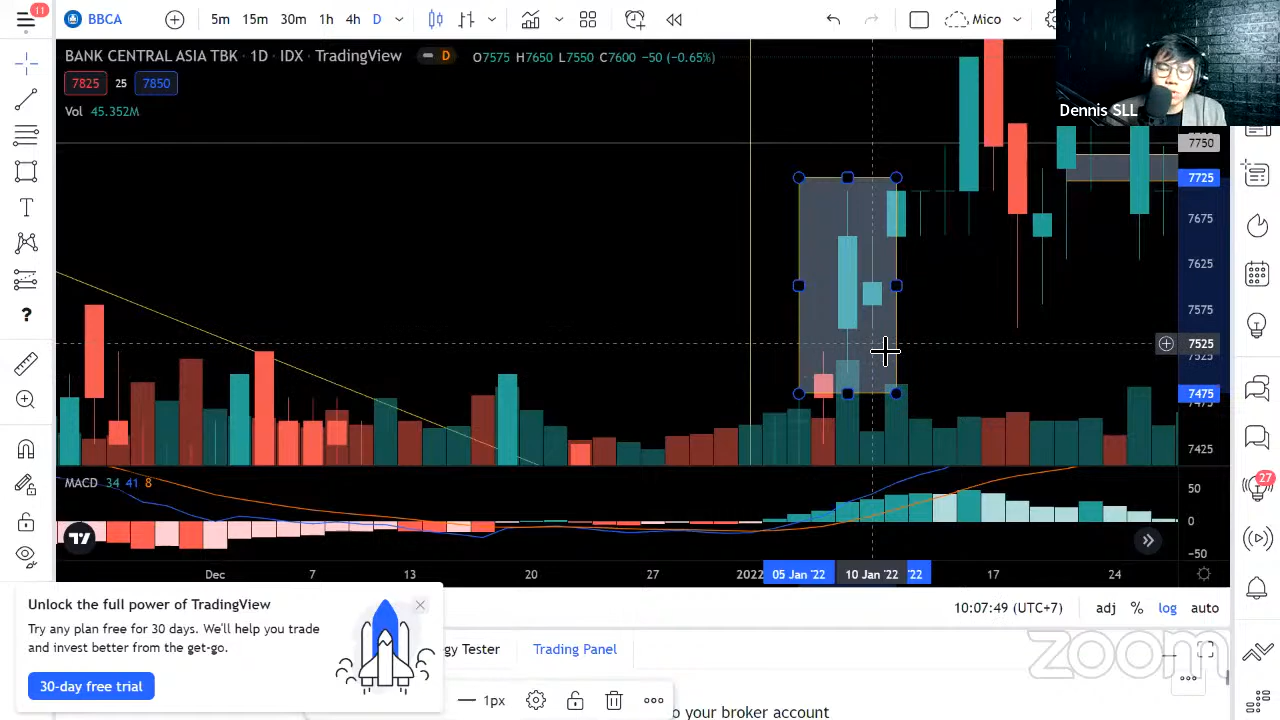 11
BBCA
5m 15m 30m 1h 4h D
Mico
BANK CENTRAL ASIA TBK · 1D · IDX · TradingView
D
O7575 H7650 L7550 C7600 -50 (-0.65%)
7825 25 7850
Vol 45.352M
Dennis SLL
7750
7725
7675
7625
7575
7525
7525
7475
7425
MACD 34 41 8
50
0
-50
Dec 7 13 20 27 2022 05 Jan '22 10 Jan '22 '22 17 24
27
Unlock the full power of TradingView
Try any plan free for 30 days. We'll help you trade
and invest better from the get-go.
30-day free trial
10:07:49 (UTC+7) adj % log auto
gy Tester Trading Panel
zoom
1px
o your broker account